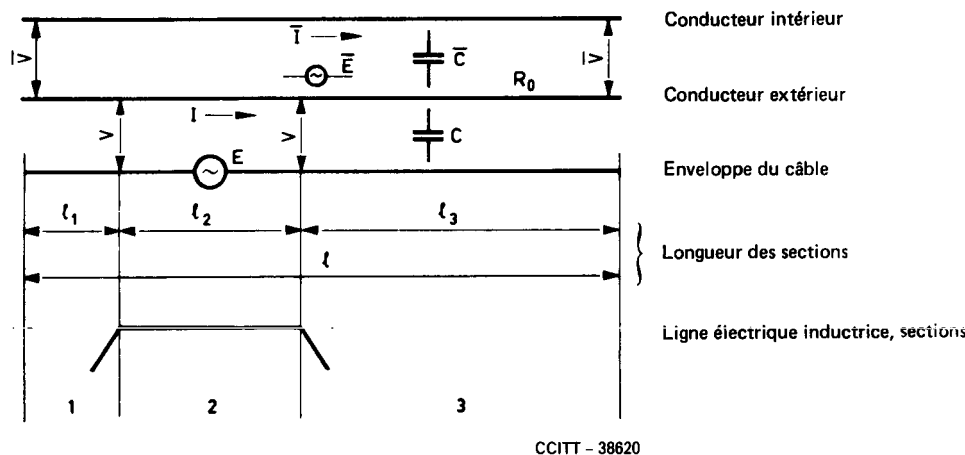 Conducteur intérieur
V̅ I̅ E̅ C̅ V̅
R₀
Conducteur extérieur
V I V C
E
Enveloppe du câble
ℓ₁ ℓ₂ ℓ₃
ℓ
Longueur des sections
Ligne électrique inductrice, sections
1 2 3
CCITT – 38620